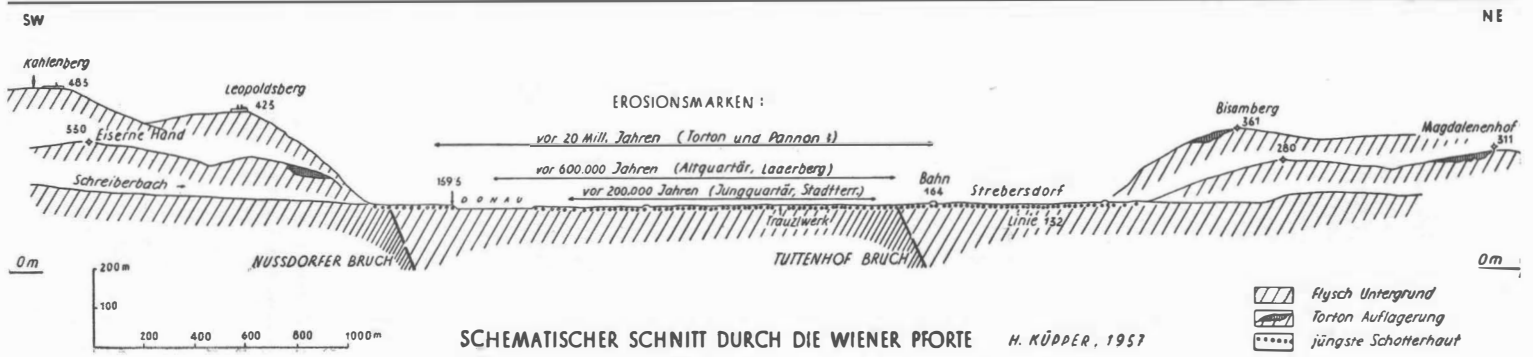 SW
NE
Kahlenberg
485
Leopoldsberg
425
EROSIONSMARKEN :
Bisamberg
361
Magdalenenhof
311
550 Eiserne Hand
vor 20 Mill. Jahren (Torton und Pannon)
280
vor 600.000 Jahren (Altquartär, Laaerberg)
Schreiberbach
vor 200.000 Jahren (Jungquartär, Stadtterr.)
Bahn
164
Strebersdorf
159 5
DONAU
Trauzlwerk
Linie 132
NUSSDORFER BRUCH
TUTTENHOF BRUCH
0m
0m
200m
100
200 400 600 800 1000m
SCHEMATISCHER SCHNITT DURCH DIE WIENER PFORTE H. KÜPPER, 1957
Flysch Untergrund
Torton Auflagerung
jüngste Schotterhaut